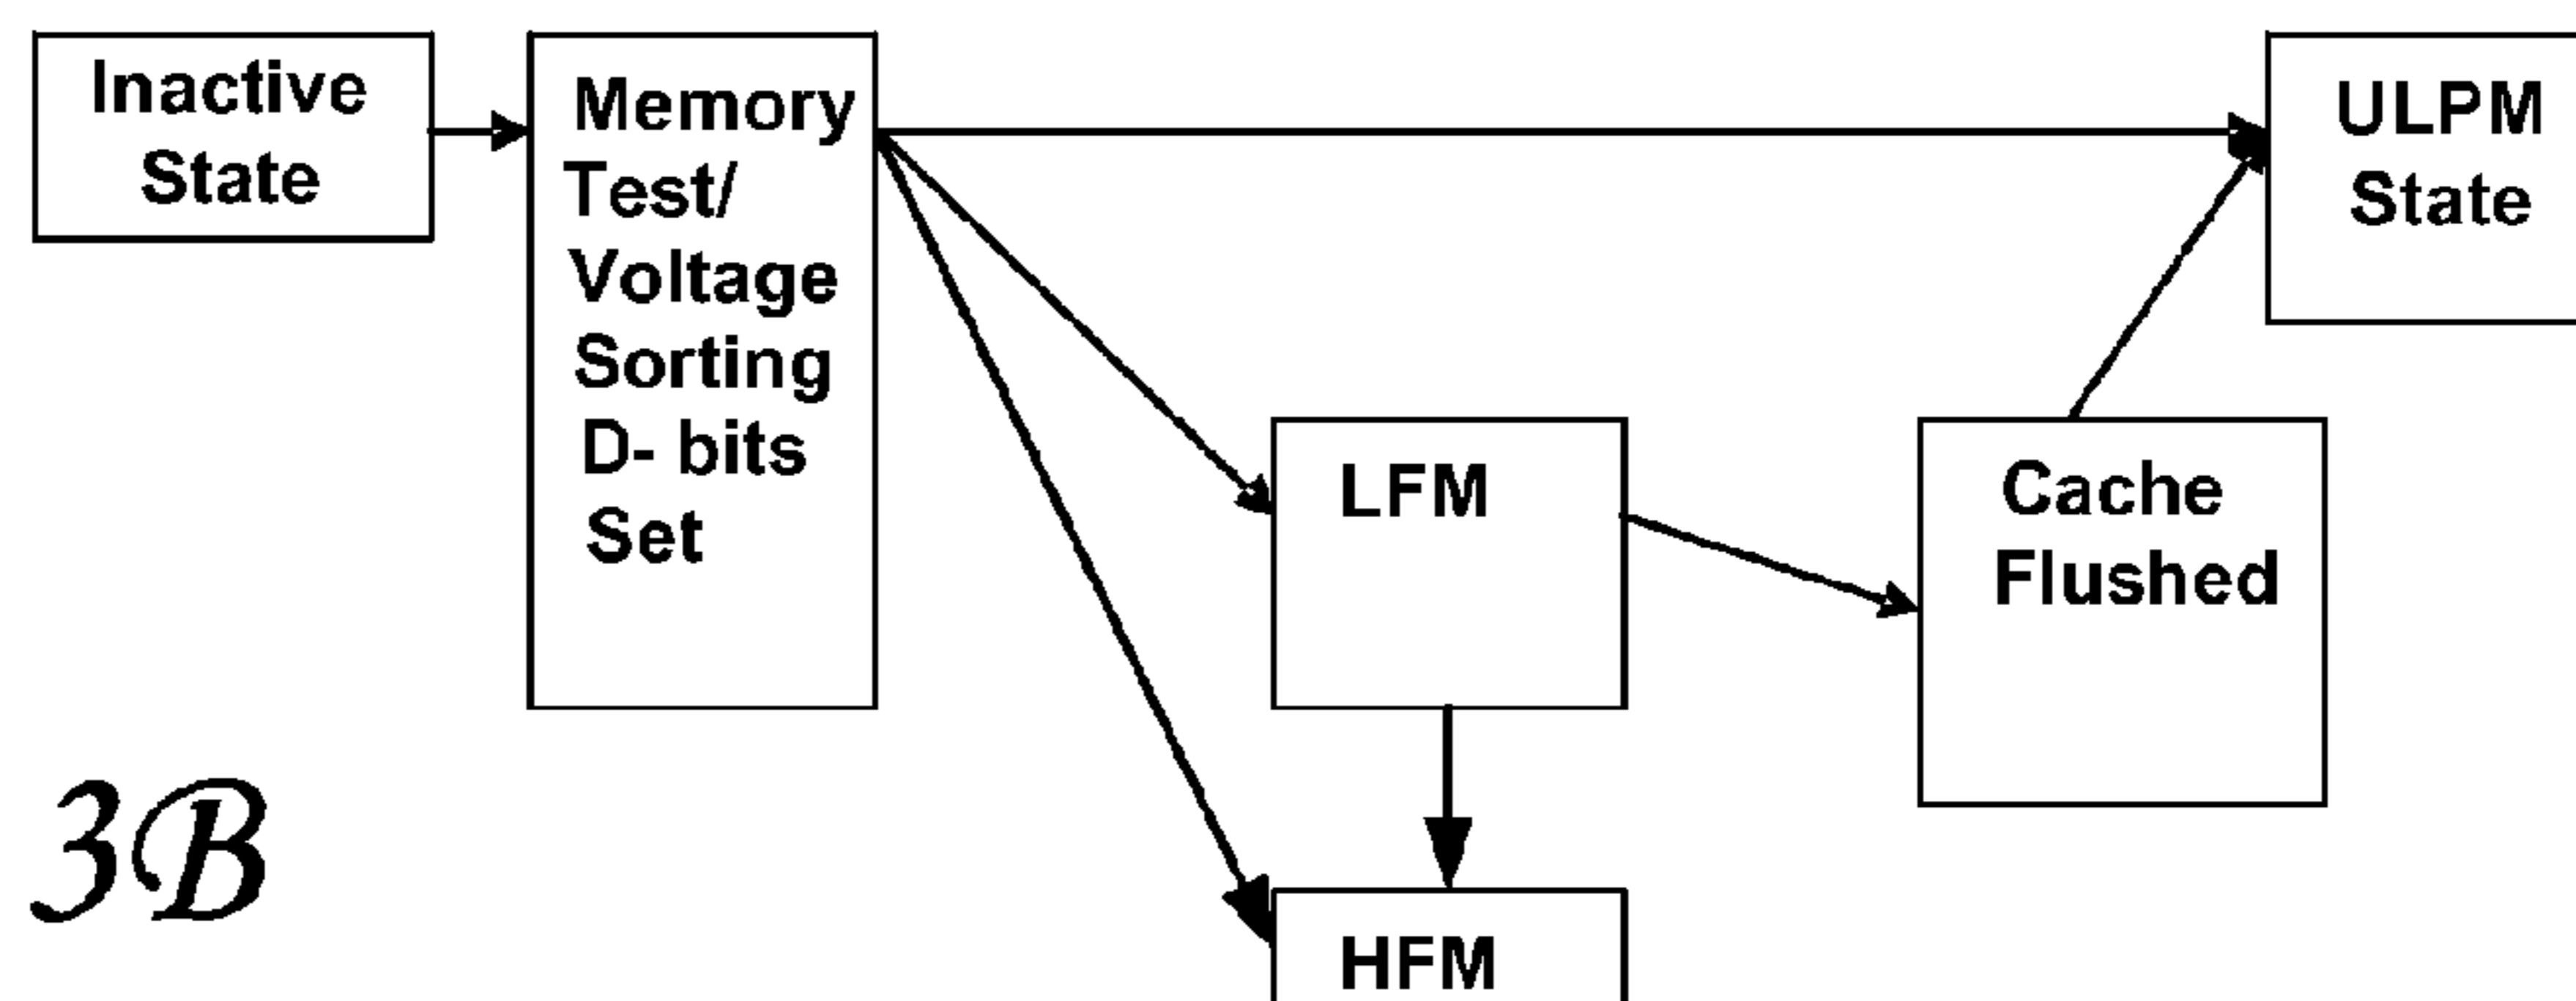 Inactive
State
Memory
Test/
Voltage
Sorting
D- bits
Set
ULPM
State
LFM
Cache
Flushed
HFM
3B